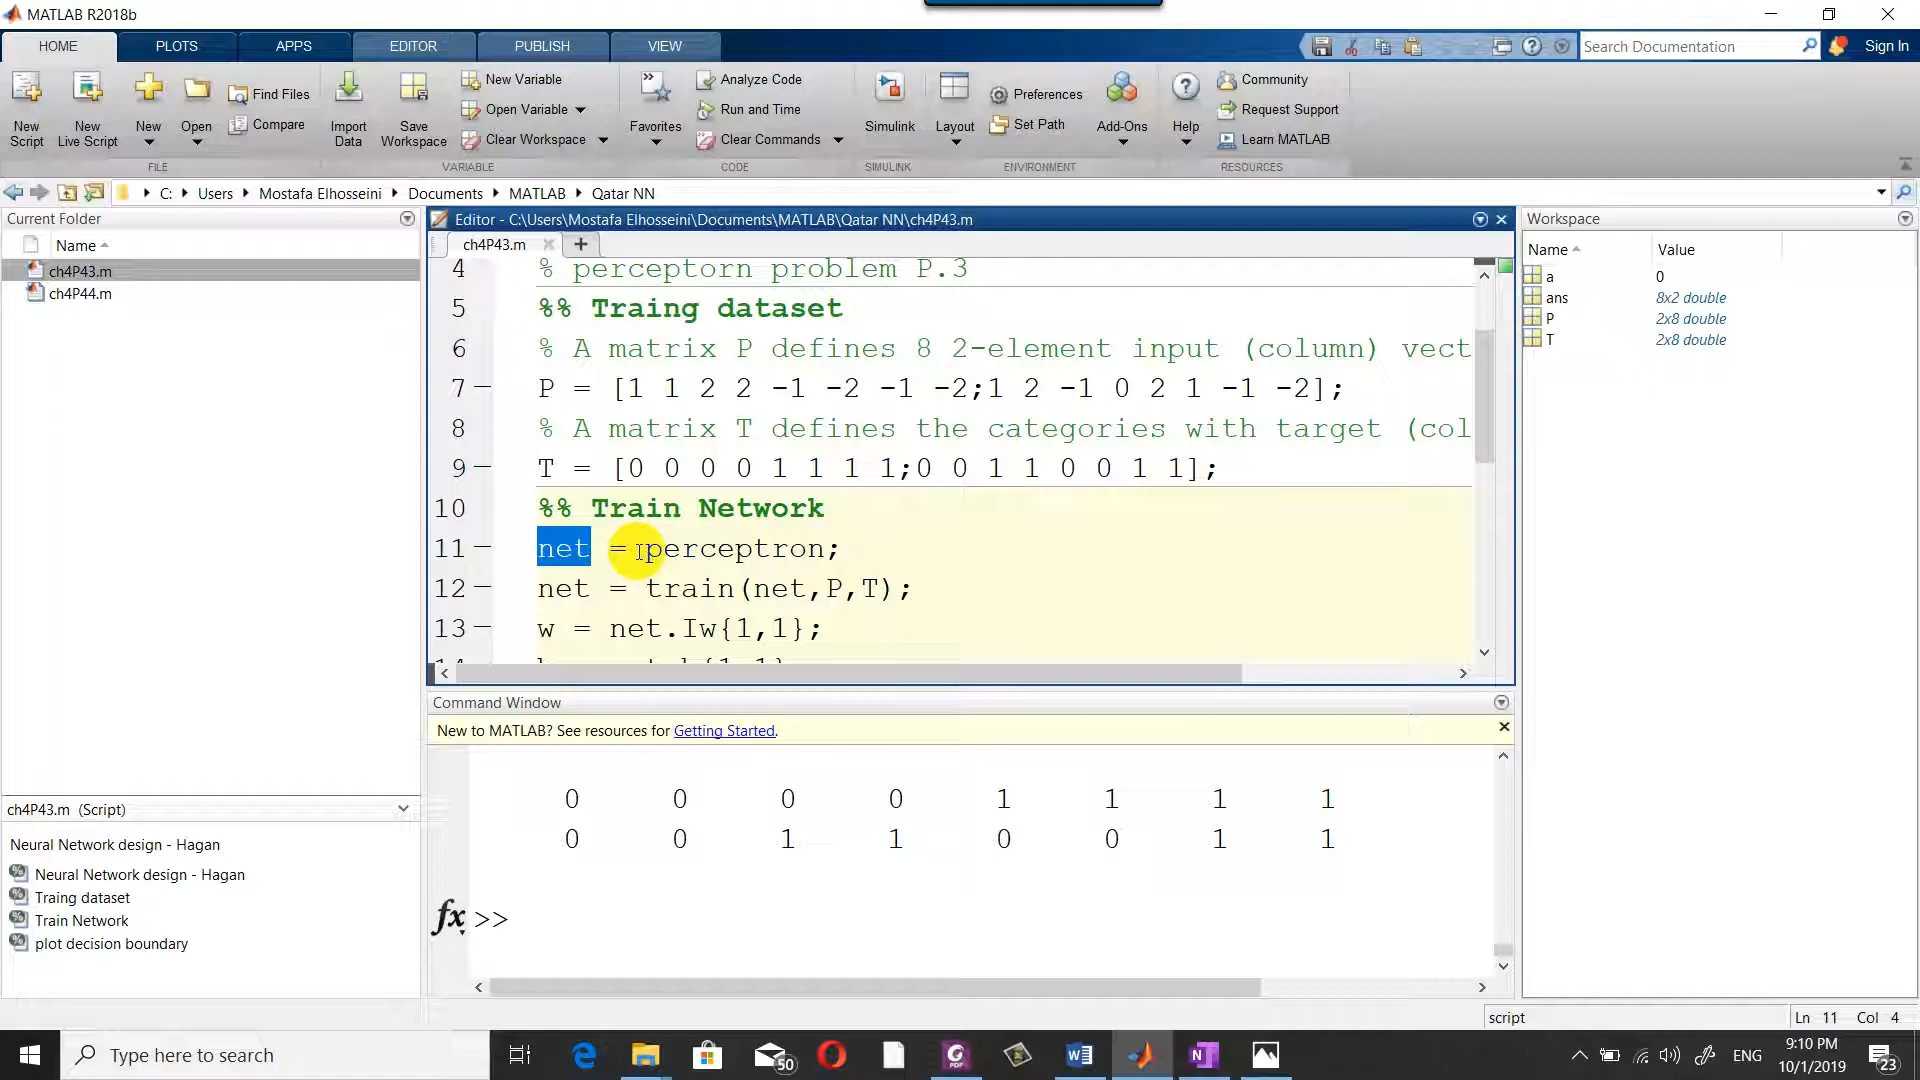 MATLAB R2018b
HOME PLOTS APPS EDITOR PUBLISH VIEW
Search Documentation
Sign In
New Script
New Live Script
New
Open
Find Files
Compare
Import Data
Save Workspace
New Variable
Open Variable
Clear Workspace
Favorites
Analyze Code
Run and Time
Clear Commands
Simulink
Layout
Preferences
Set Path
Add-Ons
Help
Community
Request Support
Learn MATLAB
FILE VARIABLE CODE SIMULINK ENVIRONMENT RESOURCES
C: Users Mostafa Elhosseini Documents MATLAB Qatar NN
Current Folder
Name
ch4P43.m
ch4P44.m
ch4P43.m (Script)
Neural Network design - Hagan
Neural Network design - Hagan
Traing dataset
Train Network
plot decision boundary
Editor - C:\Users\Mostafa Elhosseini\Documents\MATLAB\Qatar NN\ch4P43.m
ch4P43.m
4 % perceptorn problem P.3
5 %% Traing dataset
6 % A matrix P defines 8 2-element input (column) vect
7 P = [1 1 2 2 -1 -2 -1 -2;1 2 -1 0 2 1 -1 -2];
8 % A matrix T defines the categories with target (col
9 T = [0 0 0 0 1 1 1 1;0 0 1 1 0 0 1 1];
10 %% Train Network
11 net = perceptron;
12 net = train(net,P,T);
13 w = net.Iw{1,1};
Command Window
New to MATLAB? See resources for Getting Started.
0 0 0 0 1 1 1 1
0 0 1 1 0 0 1 1
fx >>
Workspace
Name Value
a 0
ans 8x2 double
P 2x8 double
T 2x8 double
script
Ln 11 Col 4
Type here to search
50
ENG
9:10 PM
10/1/2019
23